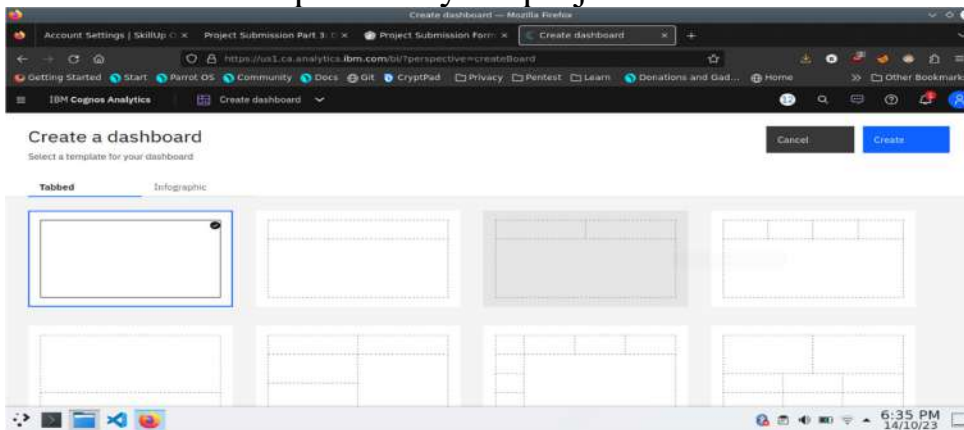 Create dashboard — Mozilla Firefox
Account Settings | SkillUp O × Project Submission Part 3: D × Project Submission Form: × Create dashboard × +
https://us1.ca.analytics.ibm.com/bi/?perspective=createBoard
Getting Started Start Parrot OS Community Docs Git CryptPad Privacy Pentest Learn Donations and Gad... Home Other Bookmark
IBM Cognos Analytics Create dashboard
Create a dashboard
Cancel Create
Select a template for your dashboard
Tabbed Infographic
6:35 PM
14/10/23